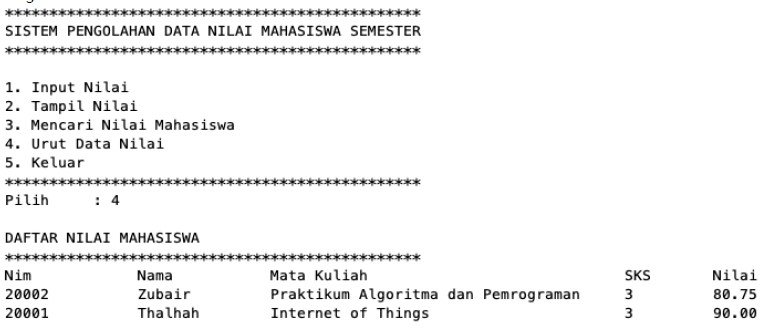 ***********************************************
SISTEM PENGOLAHAN DATA NILAI MAHASISWA SEMESTER
***********************************************
1. Input Nilai
2. Tampil Nilai
3. Mencari Nilai Mahasiswa
4. Urut Data Nilai
5. Keluar
***********************************************
Pilih     : 4
DAFTAR NILAI MAHASISWA
***********************************************
Nim            Nama           Mata Kuliah                             SKS       Nilai
20002          Zubair         Praktikum Algoritma dan Pemrograman     3         80.75
20001          Thalhah        Internet of Things                      3         90.00